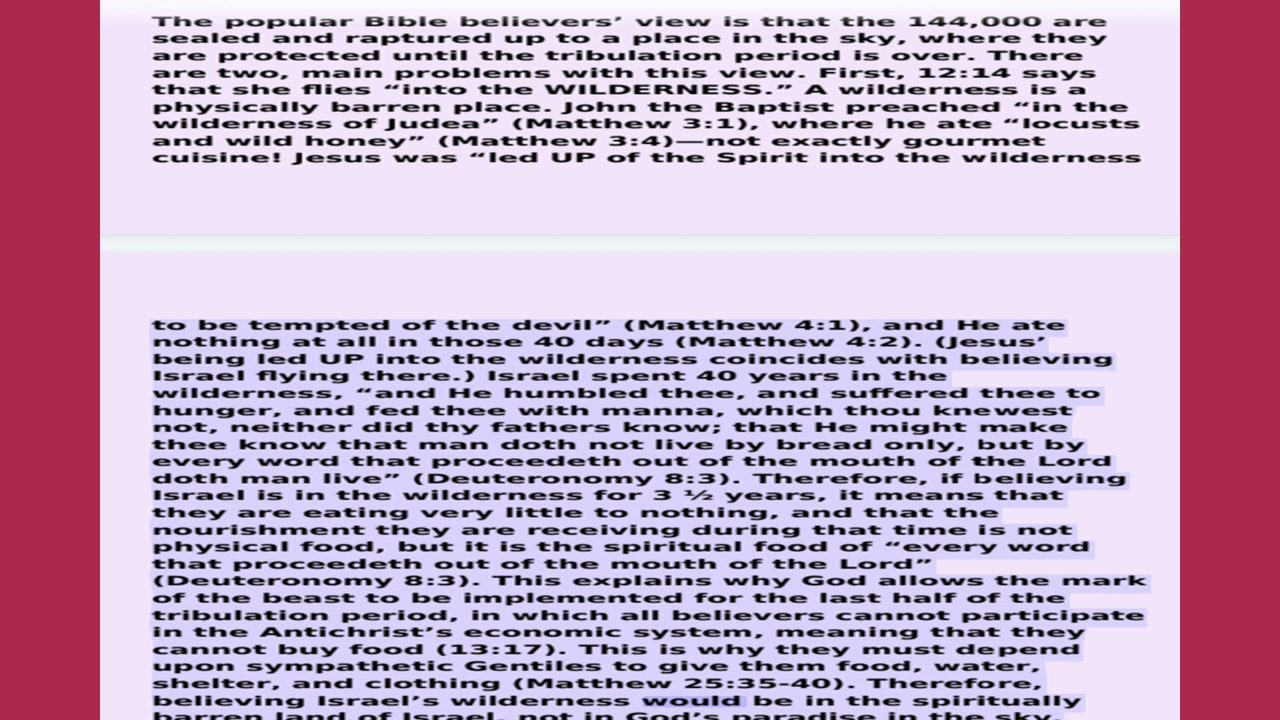 The popular Bible believers’ view is that the 144,000 are
sealed and raptured up to a place in the sky, where they
are protected until the tribulation period is over. There
are two, main problems with this view. First, 12:14 says
that she flies “into the WILDERNESS.” A wilderness is a
physically barren place. John the Baptist preached “in the
wilderness of Judea” (Matthew 3:1), where he ate “locusts
and wild honey” (Matthew 3:4)—not exactly gourmet
cuisine! Jesus was “led UP of the Spirit into the wilderness
to be tempted of the devil” (Matthew 4:1), and He ate
nothing at all in those 40 days (Matthew 4:2). (Jesus’
being led UP into the wilderness coincides with believing
Israel flying there.) Israel spent 40 years in the
wilderness, “and He humbled thee, and suffered thee to
hunger, and fed thee with manna, which thou knewest
not, neither did thy fathers know; that He might make
thee know that man doth not live by bread only, but by
every word that proceedeth out of the mouth of the Lord
doth man live” (Deuteronomy 8:3). Therefore, if believing
Israel is in the wilderness for 3 ½ years, it means that
they are eating very little to nothing, and that the
nourishment they are receiving during that time is not
physical food, but it is the spiritual food of “every word
that proceedeth out of the mouth of the Lord”
(Deuteronomy 8:3). This explains why God allows the mark
of the beast to be implemented for the last half of the
tribulation period, in which all believers cannot participate
in the Antichrist’s economic system, meaning that they
cannot buy food (13:17). This is why they must depend
upon sympathetic Gentiles to give them food, water,
shelter, and clothing (Matthew 25:35-40). Therefore,
believing Israel’s wilderness would be in the spiritually
barren land of Israel, not in God’s paradise in the sky.